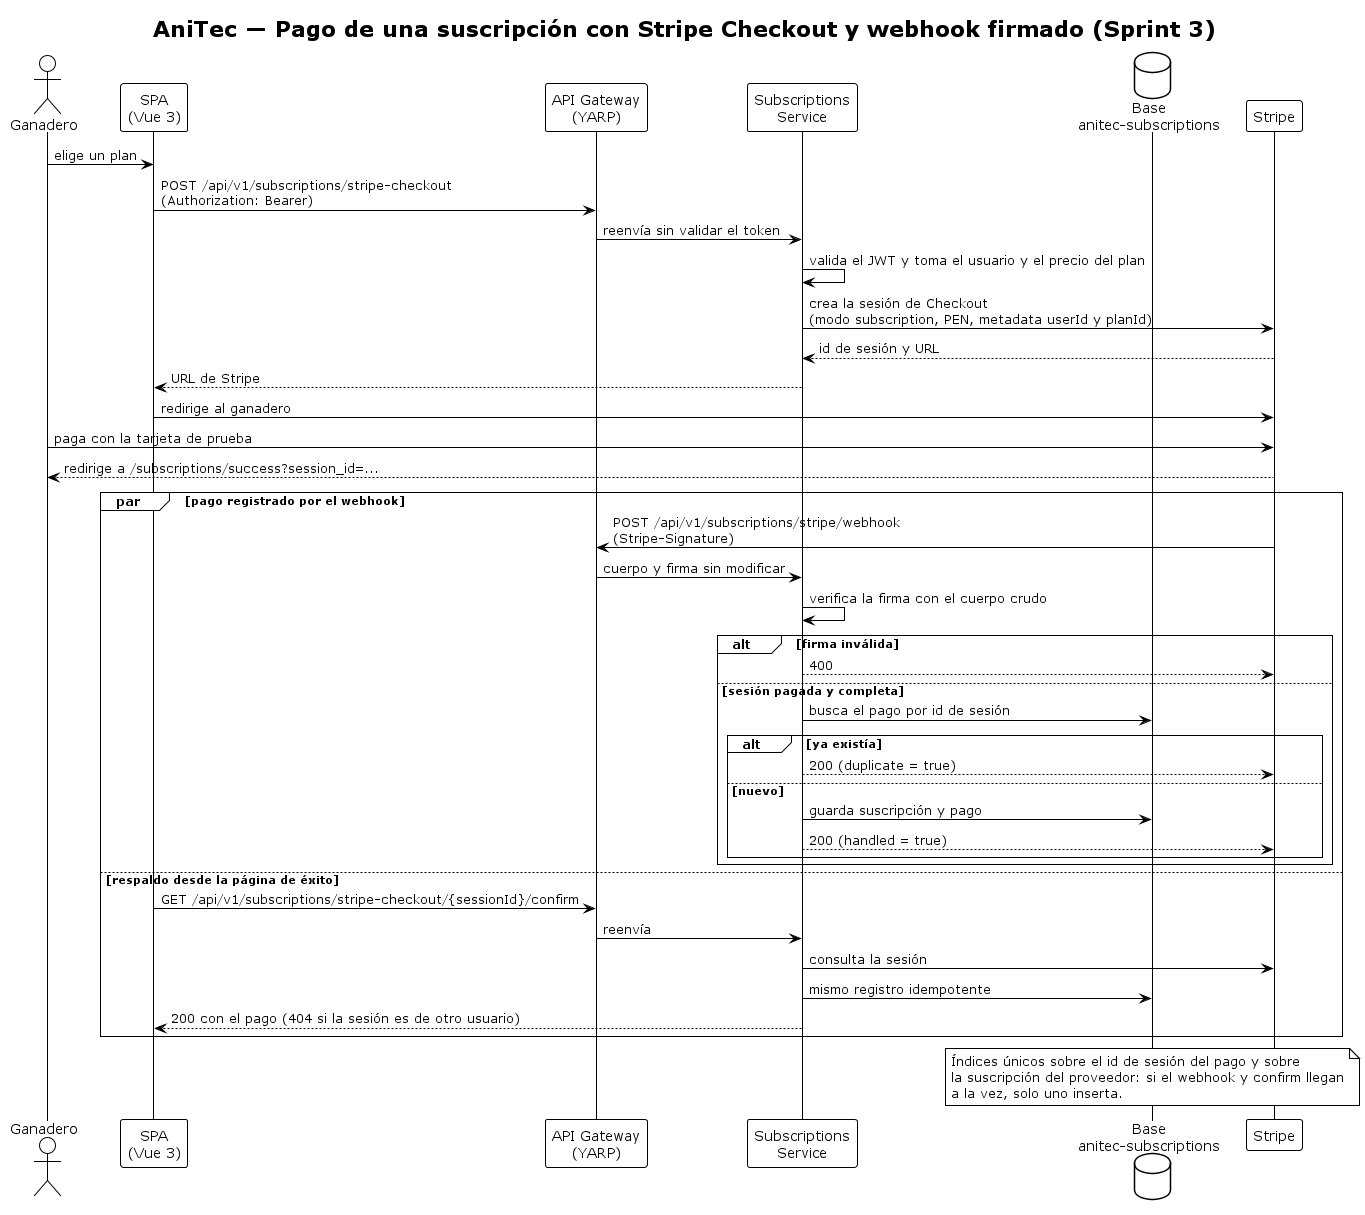 AniTec — Pago de una suscripción con Stripe Checkout y webhook firmado (Sprint 3)
Ganadero
SPA
(Vue 3)
API Gateway
(YARP)
Subscriptions
Service
Base
anitec-subscriptions
Stripe
elige un plan
POST /api/v1/subscriptions/stripe-checkout
(Authorization: Bearer)
reenvía sin validar el token
valida el JWT y toma el usuario y el precio del plan
crea la sesión de Checkout
(modo subscription, PEN, metadata userId y planId)
id de sesión y URL
URL de Stripe
redirige al ganadero
paga con la tarjeta de prueba
redirige a /subscriptions/success?session_id=...
par
[pago registrado por el webhook]
POST /api/v1/subscriptions/stripe/webhook
(Stripe-Signature)
cuerpo y firma sin modificar
verifica la firma con el cuerpo crudo
alt
[firma inválida]
400
[sesión pagada y completa]
busca el pago por id de sesión
alt
[ya existía]
200 (duplicate = true)
[nuevo]
guarda suscripción y pago
200 (handled = true)
[respaldo desde la página de éxito]
GET /api/v1/subscriptions/stripe-checkout/{sessionId}/confirm
reenvía
consulta la sesión
mismo registro idempotente
200 con el pago (404 si la sesión es de otro usuario)
Índices únicos sobre el id de sesión del pago y sobre
la suscripción del proveedor: si el webhook y confirm llegan
a la vez, solo uno inserta.
Ganadero
SPA
(Vue 3)
API Gateway
(YARP)
Subscriptions
Service
Base
anitec-subscriptions
Stripe